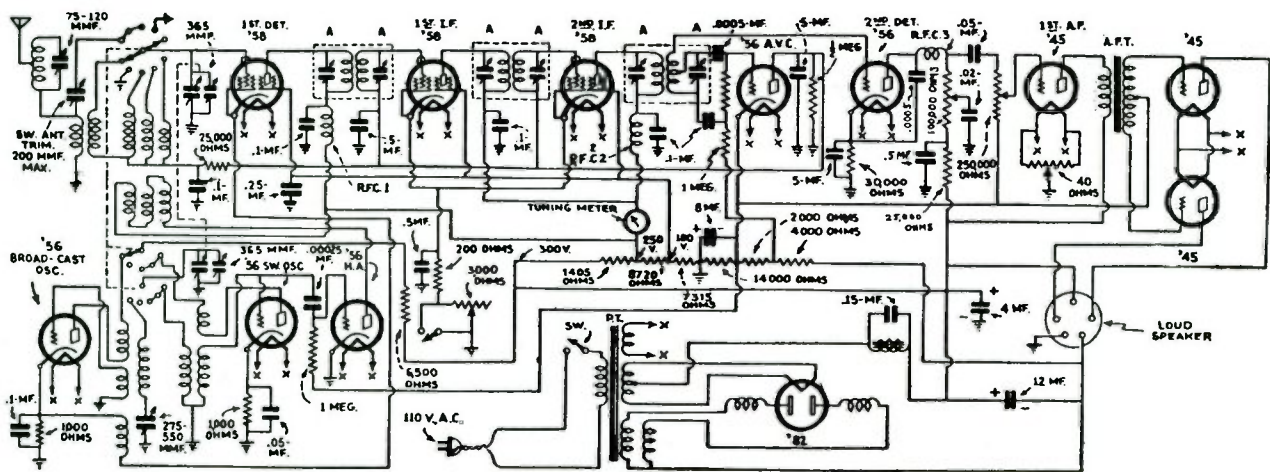 75-120
MMF.
365
MMF.
1ST. DET.
'58
A
A
1ST. I.F.
'58
A
A
2ND I.F.
'58
A
A
.0005-MF.
'56 A.V.C.
.5-MF.
1 MEG.
2ND. DET.
'56
R.F.C.3
.05-
MF.
1ST. A.F.
'45
A.F.T.
'45
SW. ANT.
TRIM.
200 MMF.
MAX.
25,000
OHMS
.1-MF.
.5-
MF.
.1-
MF.
R.F.C.2
.1-MF.
.0005
100,000 OHMS
.02-
MF.
X
X
.1-
MF.
.25-
MF.
R.F.C.1
1 MEG.
.5-MF.
30,000
OHMS
.5 MF.
250,000
OHMS
40
OHMS
25,000
OHMS
TUNING METER
8 MF.
2000 OHMS
4000 OHMS
'45
'56
BROAD-CAST
OSC.
365 MMF.
'56 SW. OSC
.00025
MF.
'56
H.A.
.5MF.
200 OHMS
3000
OHMS
300V.
250
V.
180
V.
1405
OHMS
8720
OHMS
7315
OHMS
14000 OHMS
.15-MF.
4 MF.
LOUD
SPEAKER
6,500
OHMS
SW.
P.T.
X
X
1 MEG.
.1-MF.
1000
OHMS
275-
550
MMF.
1000
OHMS
.05-
MF.
110 V. A.C.
'82
12 MF.